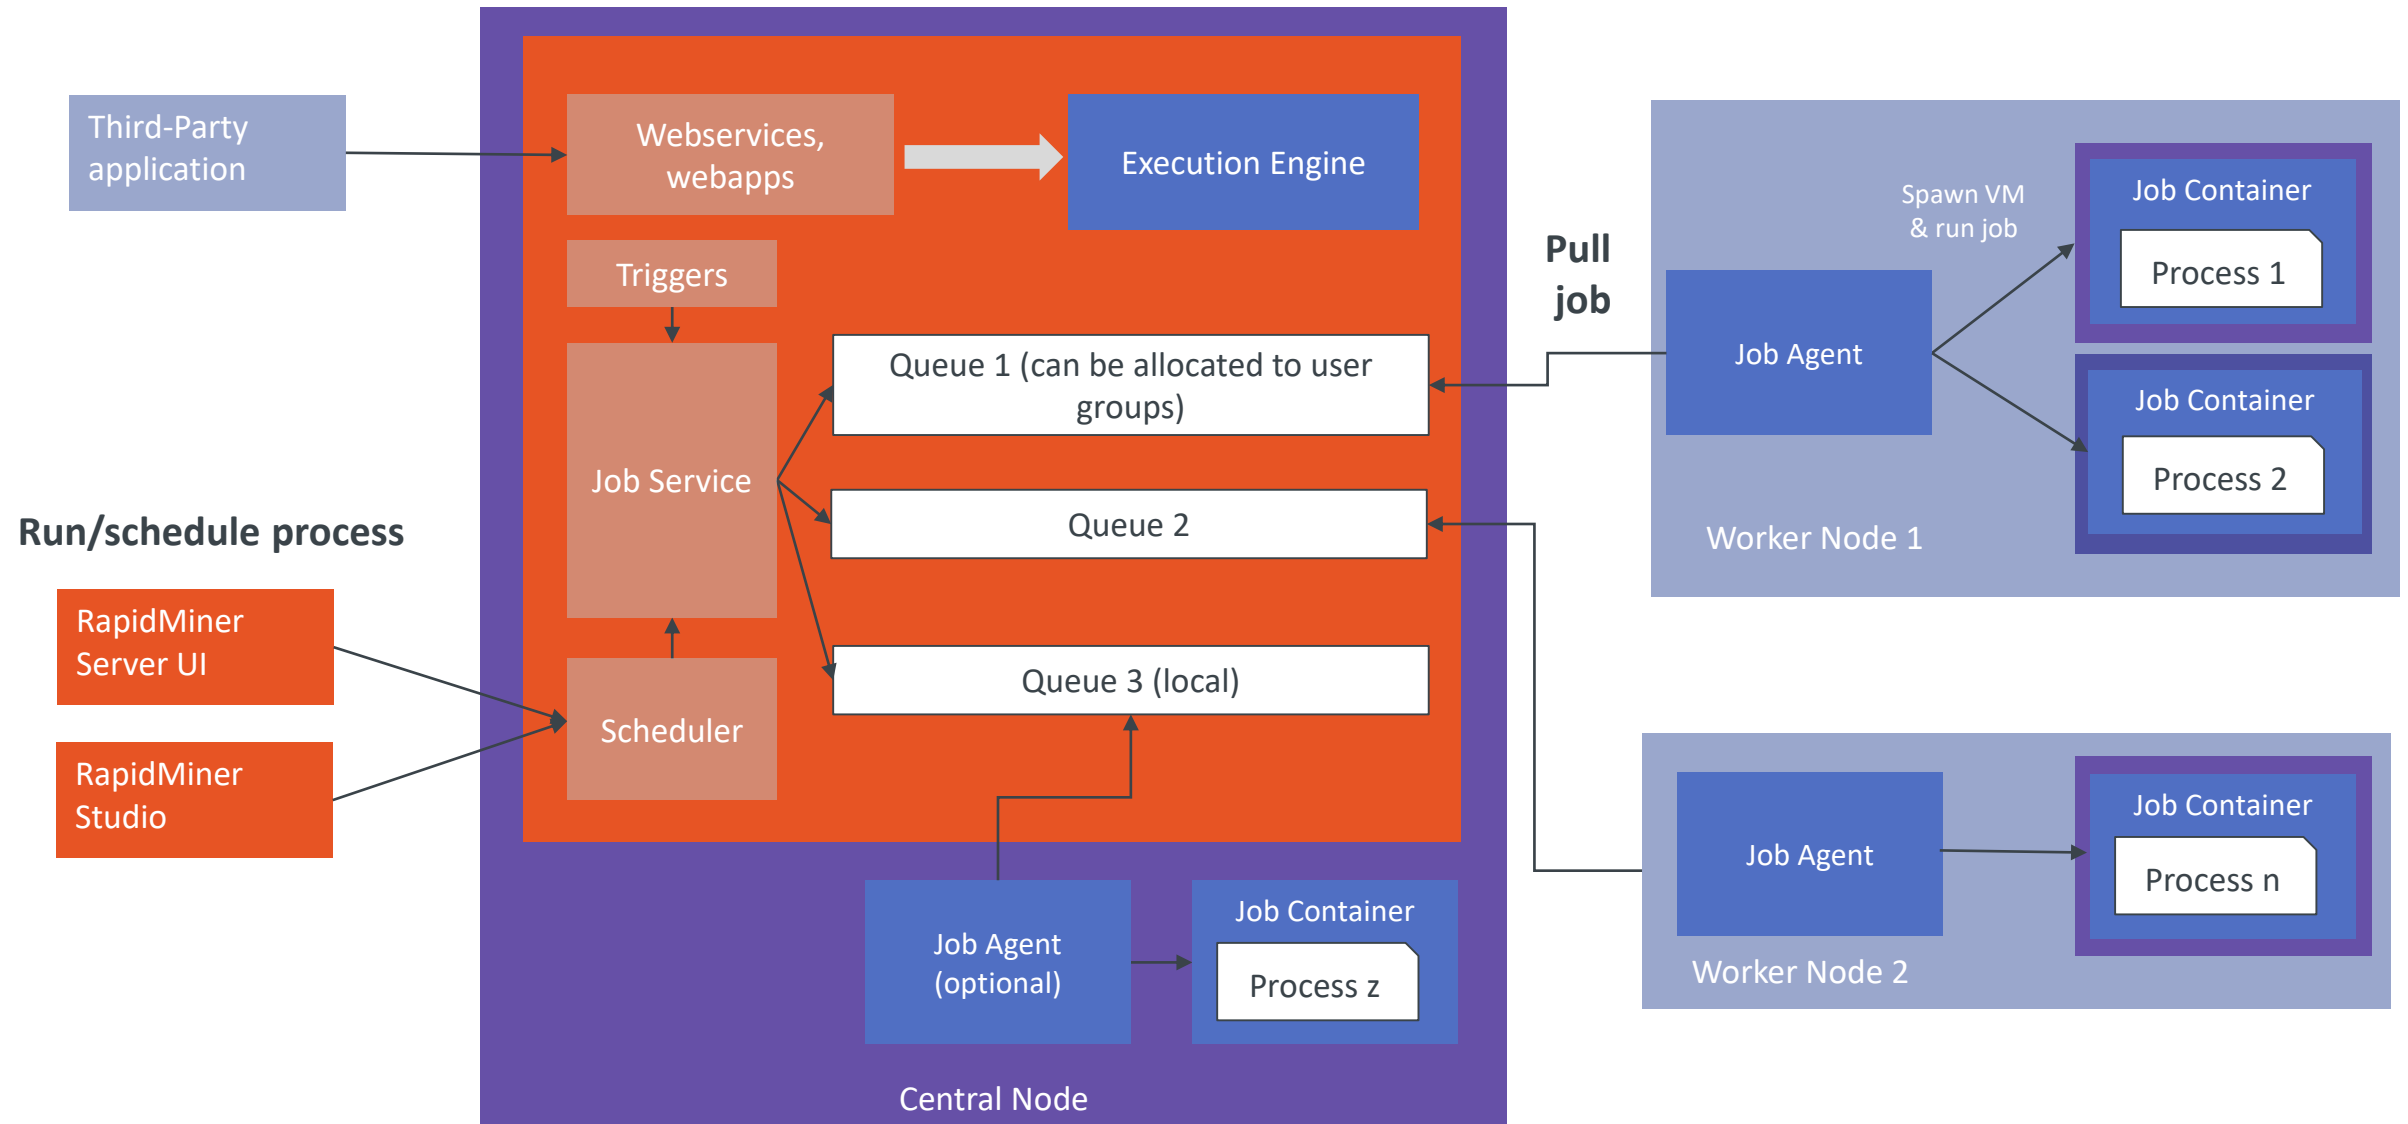 Third-Party
application
Webservices,
webapps
Execution Engine
Triggers
Job Service
Scheduler
Queue 1 (can be allocated to user
groups)
Queue 2
Queue 3 (local)
Run/schedule process
RapidMiner
Server UI
RapidMiner
Studio
Job Agent
(optional)
Job Container
Process z
Central Node
Pull
job
Job Agent
Spawn VM
& run job
Job Container
Process 1
Job Container
Process 2
Worker Node 1
Job Agent
Job Container
Process n
Worker Node 2